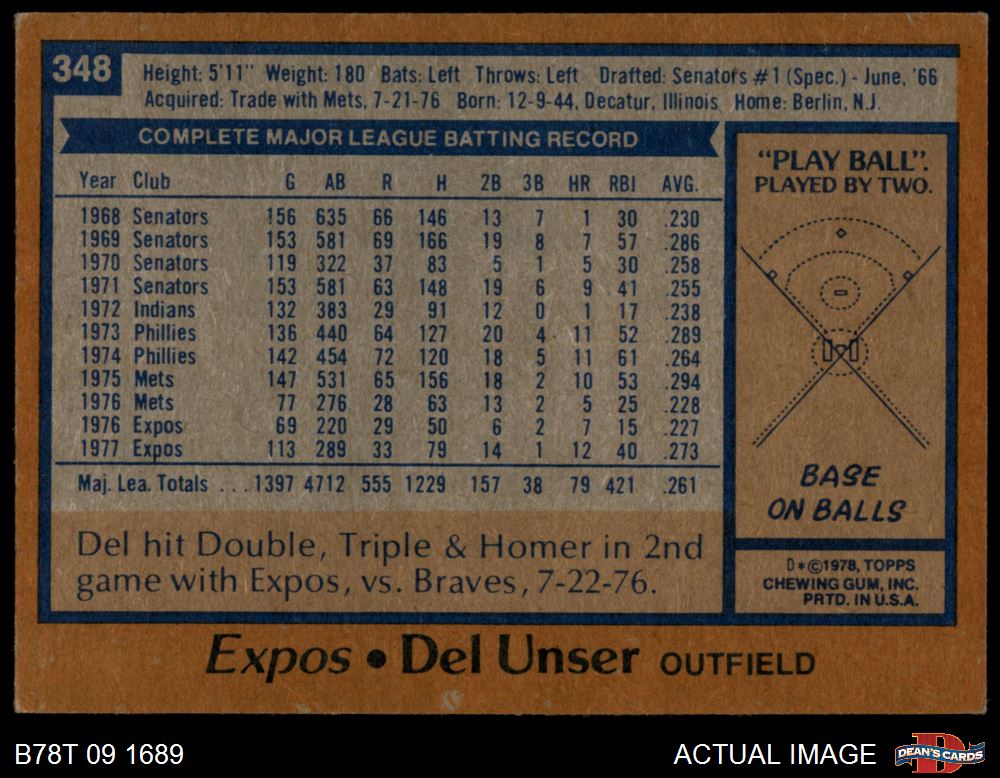 348
Height: 5'11" Weight: 180 Bats: Left Throws: Left Drafted: Senators #1 (Spec.) - June, '66
Acquired: Trade with Mets, 7-21-76 Born: 12-9-44, Decatur, Illinois Home: Berlin, N.J.
COMPLETE MAJOR LEAGUE BATTING RECORD
Year Club G AB R H 2B 3B HR RBI AVG.
1968 Senators 156 635 66 146 13 7 1 30 .230
1969 Senators 153 581 69 166 19 8 7 57 .286
1970 Senators 119 322 37 83 5 1 5 30 .258
1971 Senators 153 581 63 148 19 6 9 41 .255
1972 Indians 132 383 29 91 12 0 1 17 .238
1973 Phillies 136 440 64 127 20 4 11 52 .289
1974 Phillies 142 454 72 120 18 5 11 61 .264
1975 Mets 147 531 65 156 18 2 10 53 .294
1976 Mets 77 276 28 63 13 2 5 25 .228
1976 Expos 69 220 29 50 6 2 7 15 .227
1977 Expos 113 289 33 79 14 1 12 40 .273
Maj. Lea. Totals ... 1397 4712 555 1229 157 38 79 421 .261
Del hit Double, Triple & Homer in 2nd
game with Expos, vs. Braves, 7-22-76.
"PLAY BALL".
PLAYED BY TWO.
BASE
ON BALLS
D*©1978, TOPPS
CHEWING GUM, INC.
PRTD. IN U.S.A.
Expos • Del Unser OUTFIELD
B78T 09 1689
ACTUAL IMAGE
DEAN'S CARDS